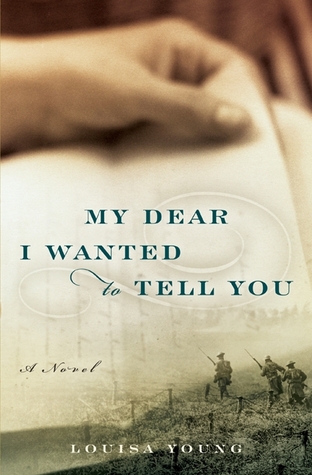 MY DEAR
I WANTED
to TELL YOU
A Novel
LOUISA YOUNG